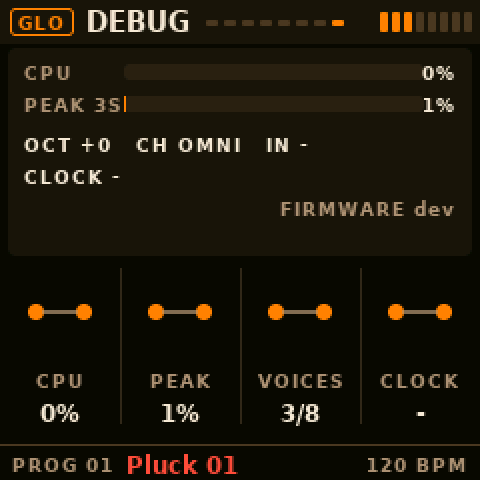 GLO DEBUG
CPU 0%
PEAK 3S 1%
OCT +0 CH OMNI IN -
CLOCK -
FIRMWARE dev
CPU PEAK VOICES CLOCK
0% 1% 3/8 -
PROG 01 Pluck 01 120 BPM